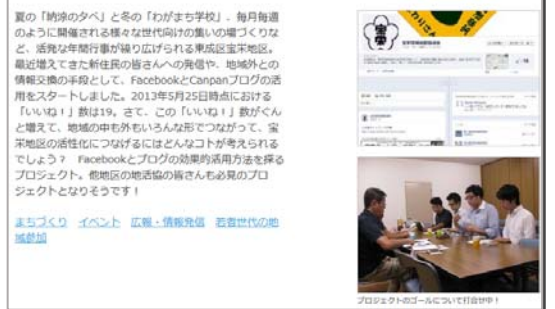 夏の「納涼の夕べ」と冬の「わがまち学校」、毎月毎週
のように開催される様々な世代向けの集いの場づくりな
ど、活発な年間行事が繰り広げられる東成区宝栄地区。
最近増えてきた新住民の皆さんへの発信や、地域外との
情報交換の手段として、FacebookとCanpanブログの活
用をスタートしました。2013年5月25日時点における
「いいね！」数は19。さて、この「いいね！」数がぐん
と増えて、地域の中も外もいろんな形でつながって、宝
栄地区の活性化につなげるにはどんなコトが考えられる
でしょう？　Facebookとブログの効果的活用方法を探る
プロジェクト。他地区の地活協の皆さんも必見のプロ
ジェクトとなりそうです！
まちづくり　イベント　広報・情報発信　若者世代の地
域参加
プロジェクトのゴールについて打合せ中！